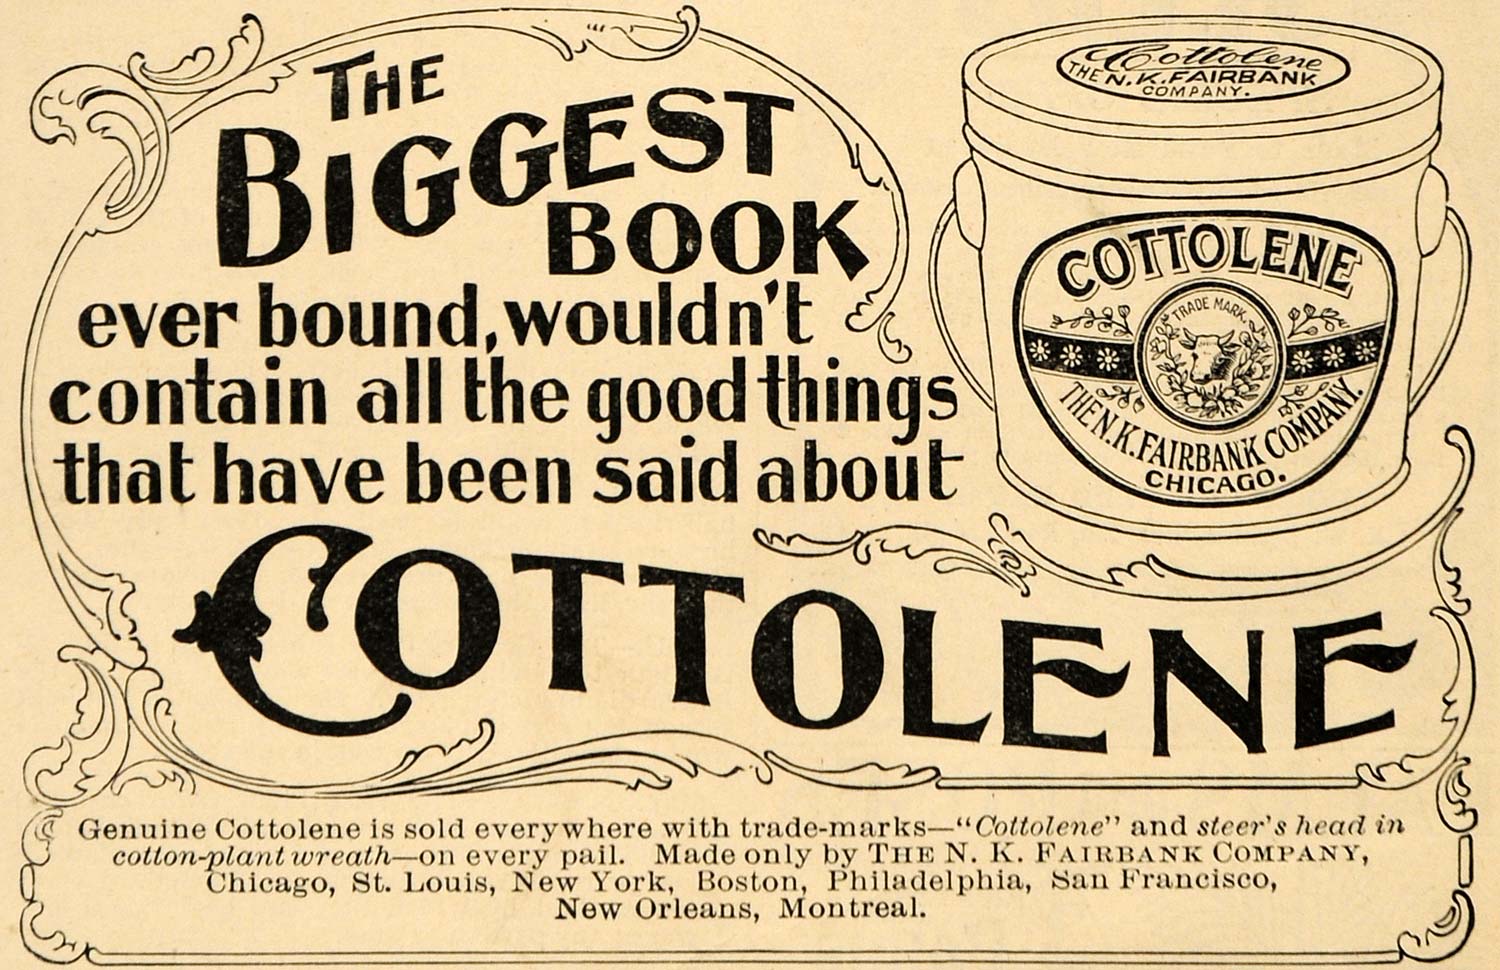 THE
BIGGEST
BOOK
ever bound, wouldn't
contain all the good things
that have been said about
COTTOLENE
Cottolene
THE N. K. FAIRBANK
COMPANY.
COTTOLENE
TRADE MARK.
THE N. K. FAIRBANK COMPANY.
CHICAGO.
Genuine Cottolene is sold everywhere with trade-marks—"Cottolene" and steer's head in
cotton-plant wreath—on every pail. Made only by THE N. K. FAIRBANK COMPANY,
Chicago, St. Louis, New York, Boston, Philadelphia, San Francisco,
New Orleans, Montreal.